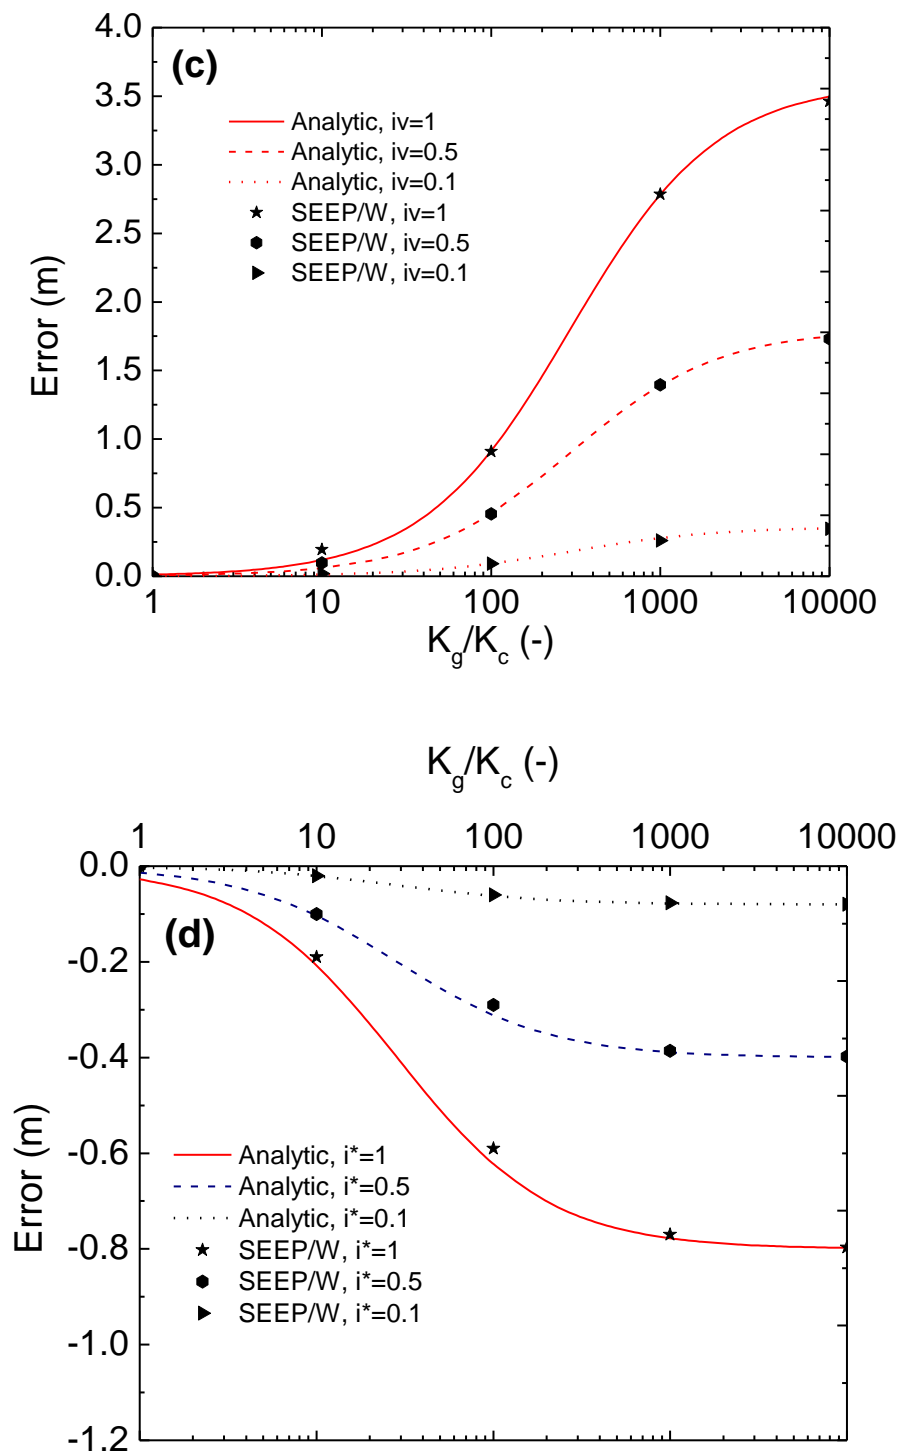 4.0
(c)
3.5
Analytic, iv=1
Analytic, iv=0.5
3.0
Analytic, iv=0.1
SEEP/W, iv=1
2.5
SEEP/W, iv=0.5
SEEP/W, iv=0.1
2.0
Error (m)
1.5
1.0
0.5
0.0
1 10 100 1000 10000
K_g/K_c (-)
K_g/K_c (-)
1 10 100 1000 10000
0.0
(d)
-0.2
-0.4
-0.6
Error (m)
Analytic, i*=1
Analytic, i*=0.5
Analytic, i*=0.1
-0.8
SEEP/W, i*=1
SEEP/W, i*=0.5
SEEP/W, i*=0.1
-1.0
-1.2